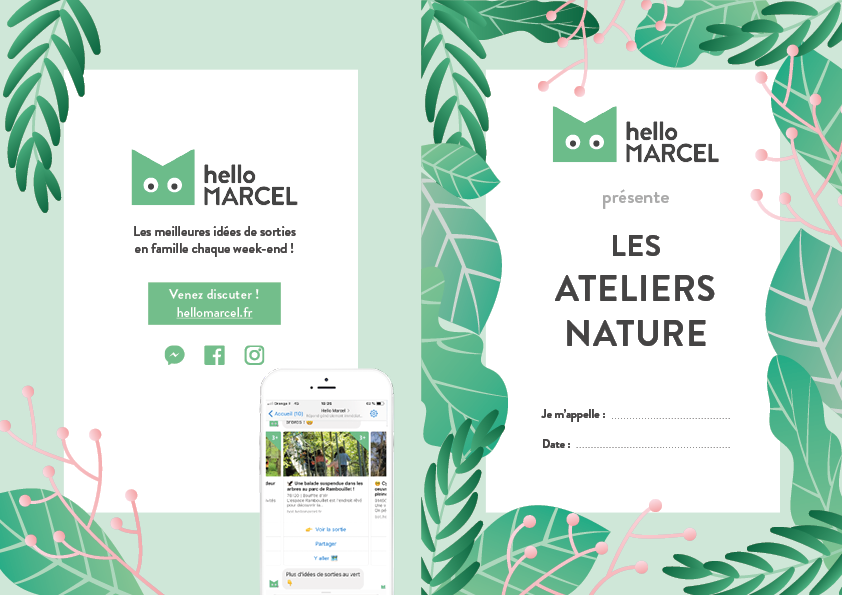 hello
MARCEL
Les meilleures idées de sorties
en famille chaque week-end !
Venez discuter !
hellomarcel.fr
Orange
Accueil (10)
Hello Marcel
Une balade suspendue dans les
arbres au parc de Rambouillet !
Voir la sortie
Partager
Y aller
Plus d'idées de sorties au vert
hello
MARCEL
présente
LES
ATELIERS
NATURE
Je m'appelle :
Date :